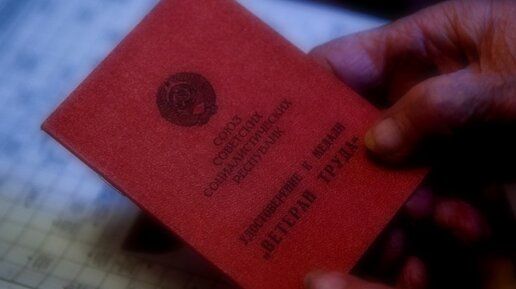 СОЮЗ
СОВЕТСКИХ
СОЦИАЛИСТИЧЕСКИХ
РЕСПУБЛИК
УДОСТОВЕРЕНИЕ К МЕДАЛИ
„ВЕТЕРАН ТРУДА“